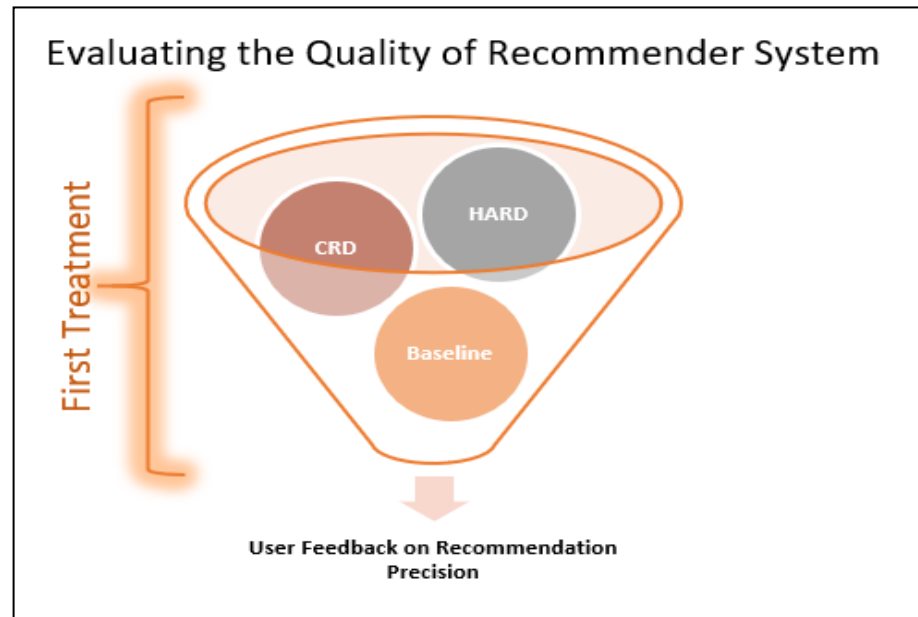 Evaluating the Quality of Recommender System
First Treatment
HARD
CRD
Baseline
User Feedback on Recommendation
Precision